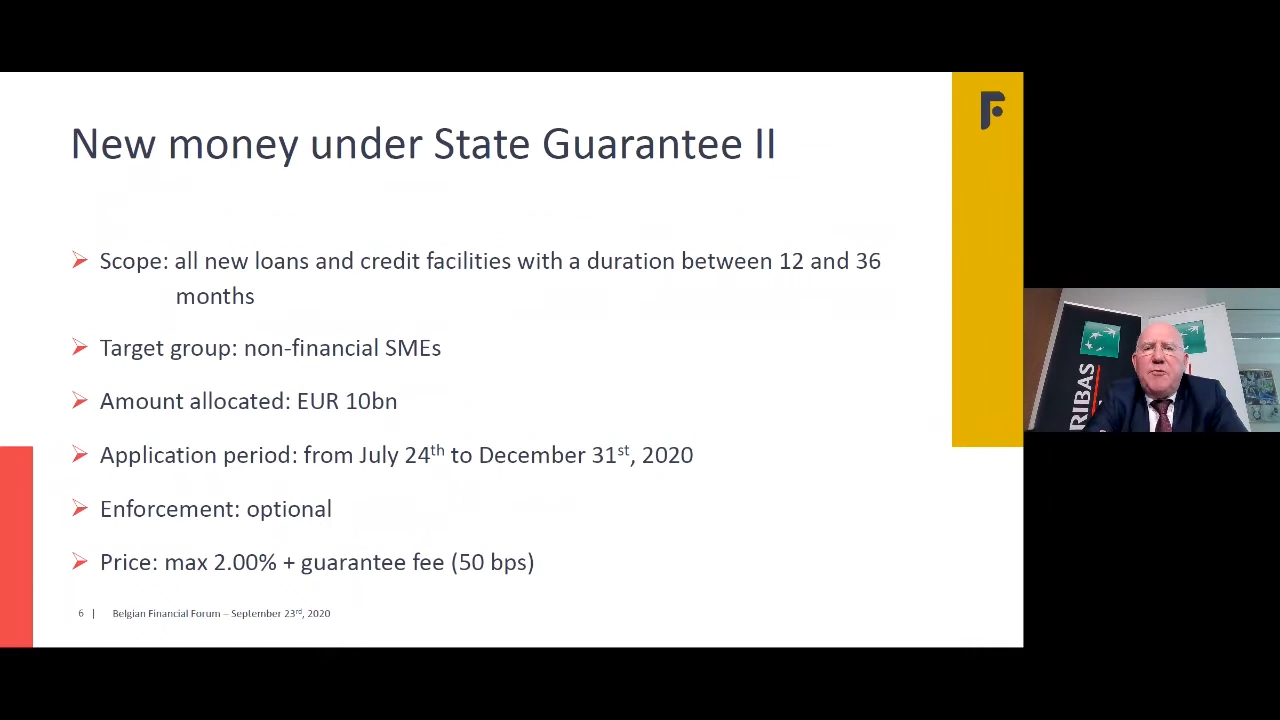 New money under State Guarantee II
➢ Scope: all new loans and credit facilities with a duration between 12 and 36
months
➢ Target group: non-financial SMEs
➢ Amount allocated: EUR 10bn
➢ Application period: from July 24th to December 31st, 2020
➢ Enforcement: optional
➢ Price: max 2.00% + guarantee fee (50 bps)
6 | Belgian Financial Forum – September 23rd, 2020
RIBAS